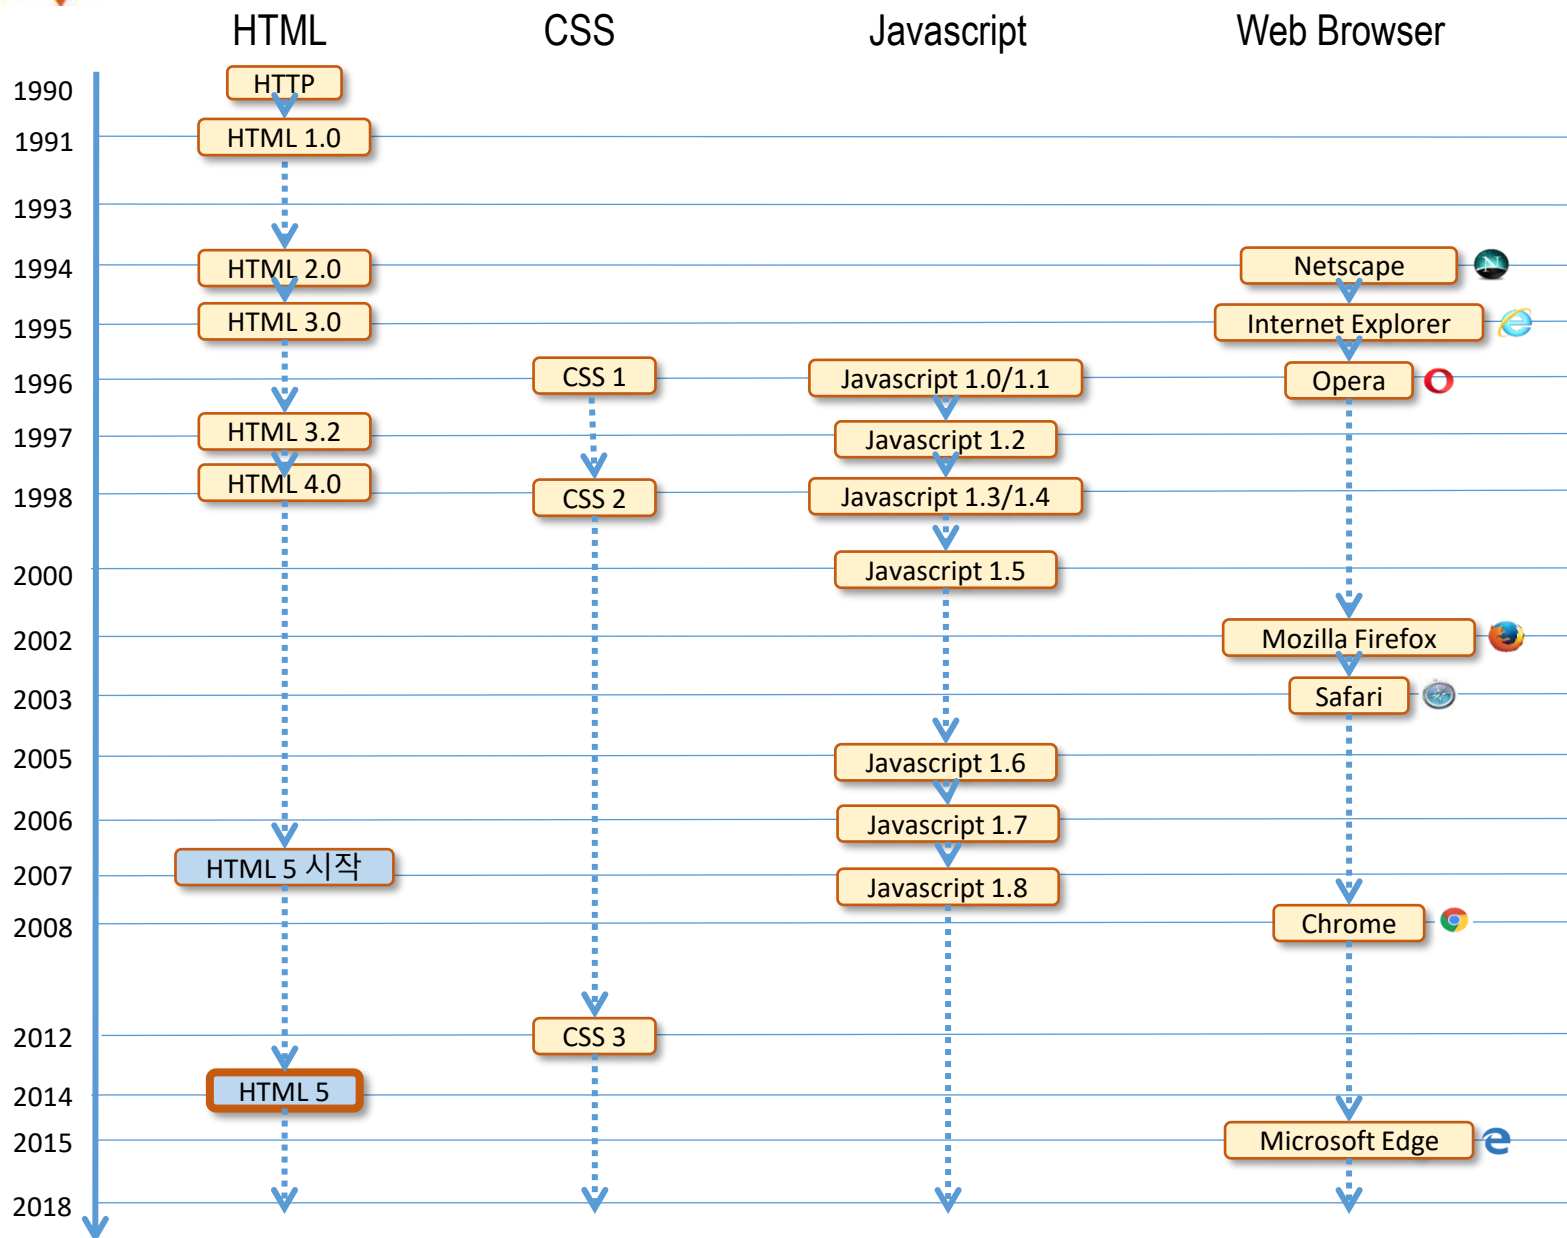 HTML CSS Javascript Web Browser
1990 HTTP
1991 HTML 1.0
1993
1994 HTML 2.0 Netscape
1995 HTML 3.0 Internet Explorer
1996 CSS 1 Javascript 1.0/1.1 Opera
1997 HTML 3.2 Javascript 1.2
1998 HTML 4.0 CSS 2 Javascript 1.3/1.4
2000 Javascript 1.5
2002 Mozilla Firefox
2003 Safari
2005 Javascript 1.6
2006 Javascript 1.7
2007 HTML 5 시작 Javascript 1.8
2008 Chrome
2012 CSS 3
2014 HTML 5
2015 Microsoft Edge
2018